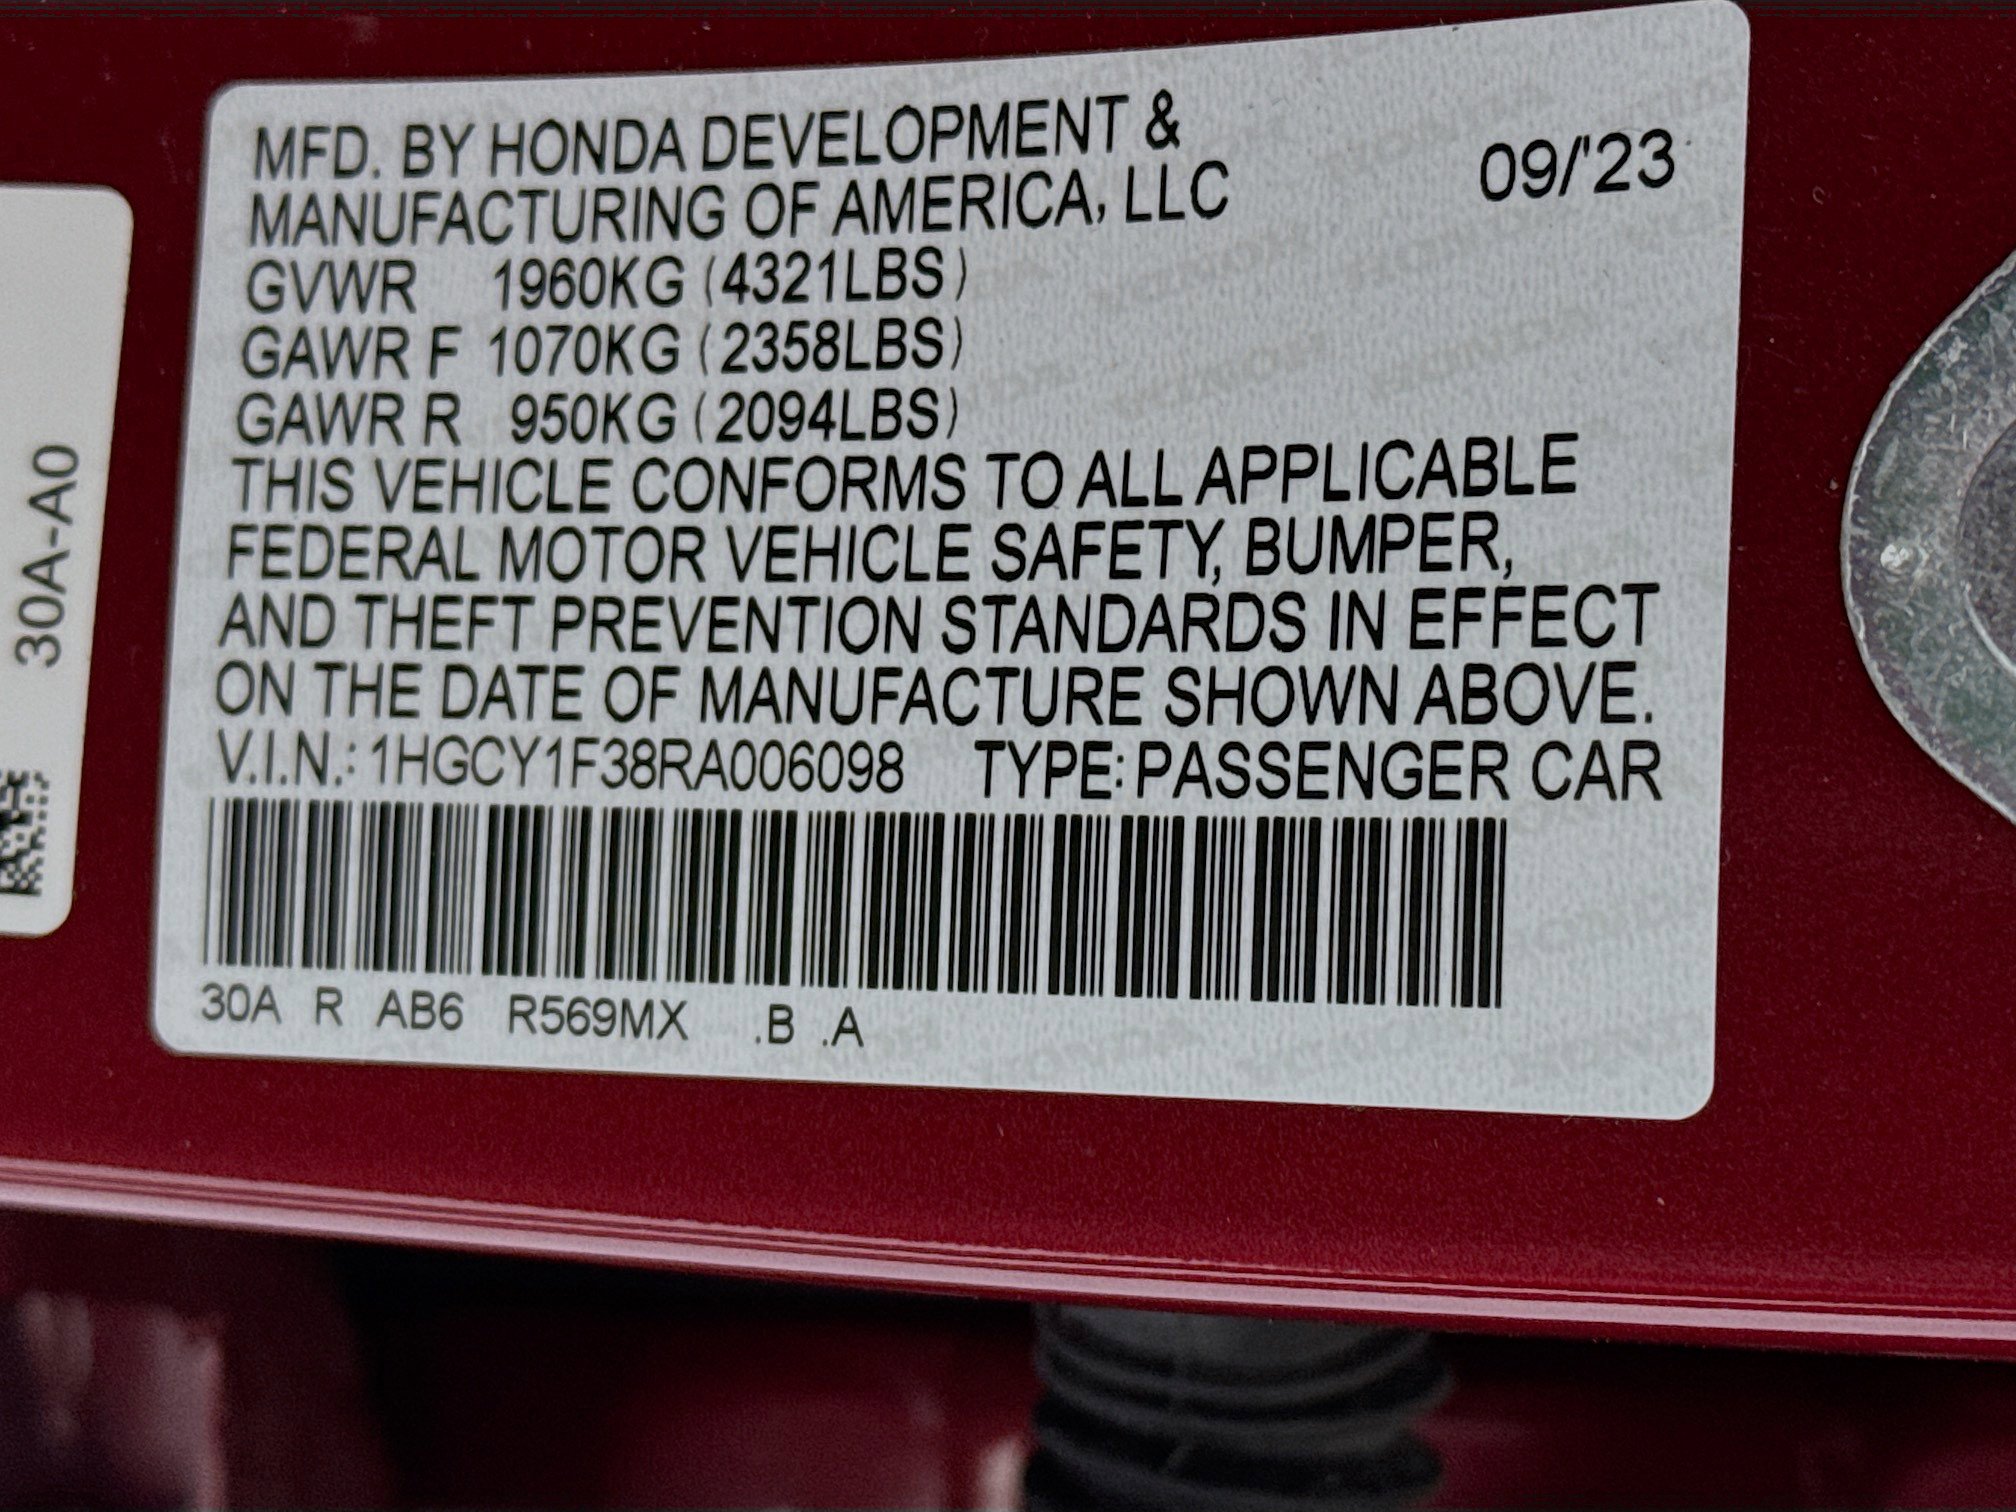 MFD. BY HONDA DEVELOPMENT &
MANUFACTURING OF AMERICA, LLC
09/'23
GVWR 1960KG (4321LBS)
GAWR F 1070KG (2358LBS)
GAWR R 950KG (2094LBS)
THIS VEHICLE CONFORMS TO ALL APPLICABLE
FEDERAL MOTOR VEHICLE SAFETY, BUMPER,
AND THEFT PREVENTION STANDARDS IN EFFECT
ON THE DATE OF MANUFACTURE SHOWN ABOVE.
V.I.N.: 1HGCY1F38RA006098 TYPE: PASSENGER CAR
30A R AB6 R569MX .B .A
30A-A0